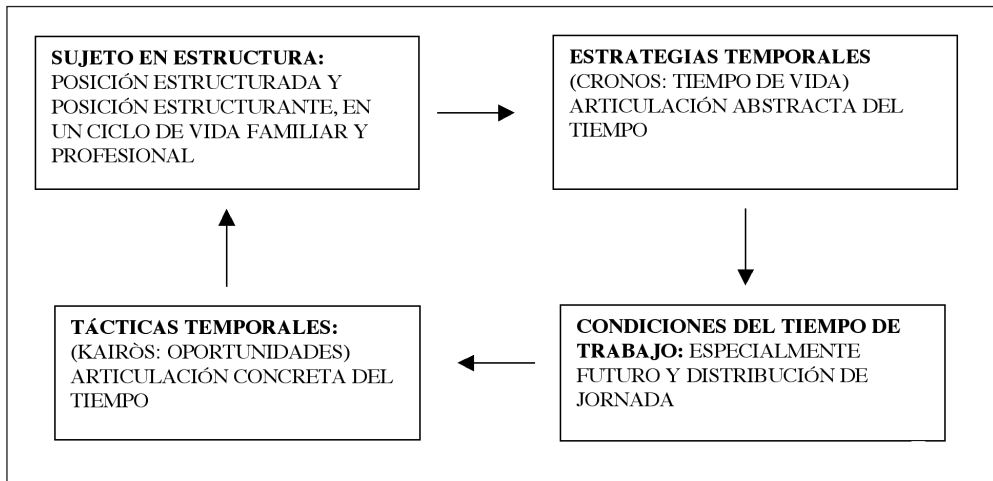 SUJETO EN ESTRUCTURA:
POSICIÓN ESTRUCTURADA Y
POSICIÓN ESTRUCTURANTE, EN
UN CICLO DE VIDA FAMILIAR Y
PROFESIONAL
ESTRATEGIAS TEMPORALES
(CRONOS: TIEMPO DE VIDA)
ARTICULACIÓN ABSTRACTA DEL
TIEMPO
TÁCTICAS TEMPORALES:
(KAIRÒS: OPORTUNIDADES)
ARTICULACIÓN CONCRETA DEL
TIEMPO
CONDICIONES DEL TIEMPO DE
TRABAJO: ESPECIALMENTE
FUTURO Y DISTRIBUCIÓN DE
JORNADA